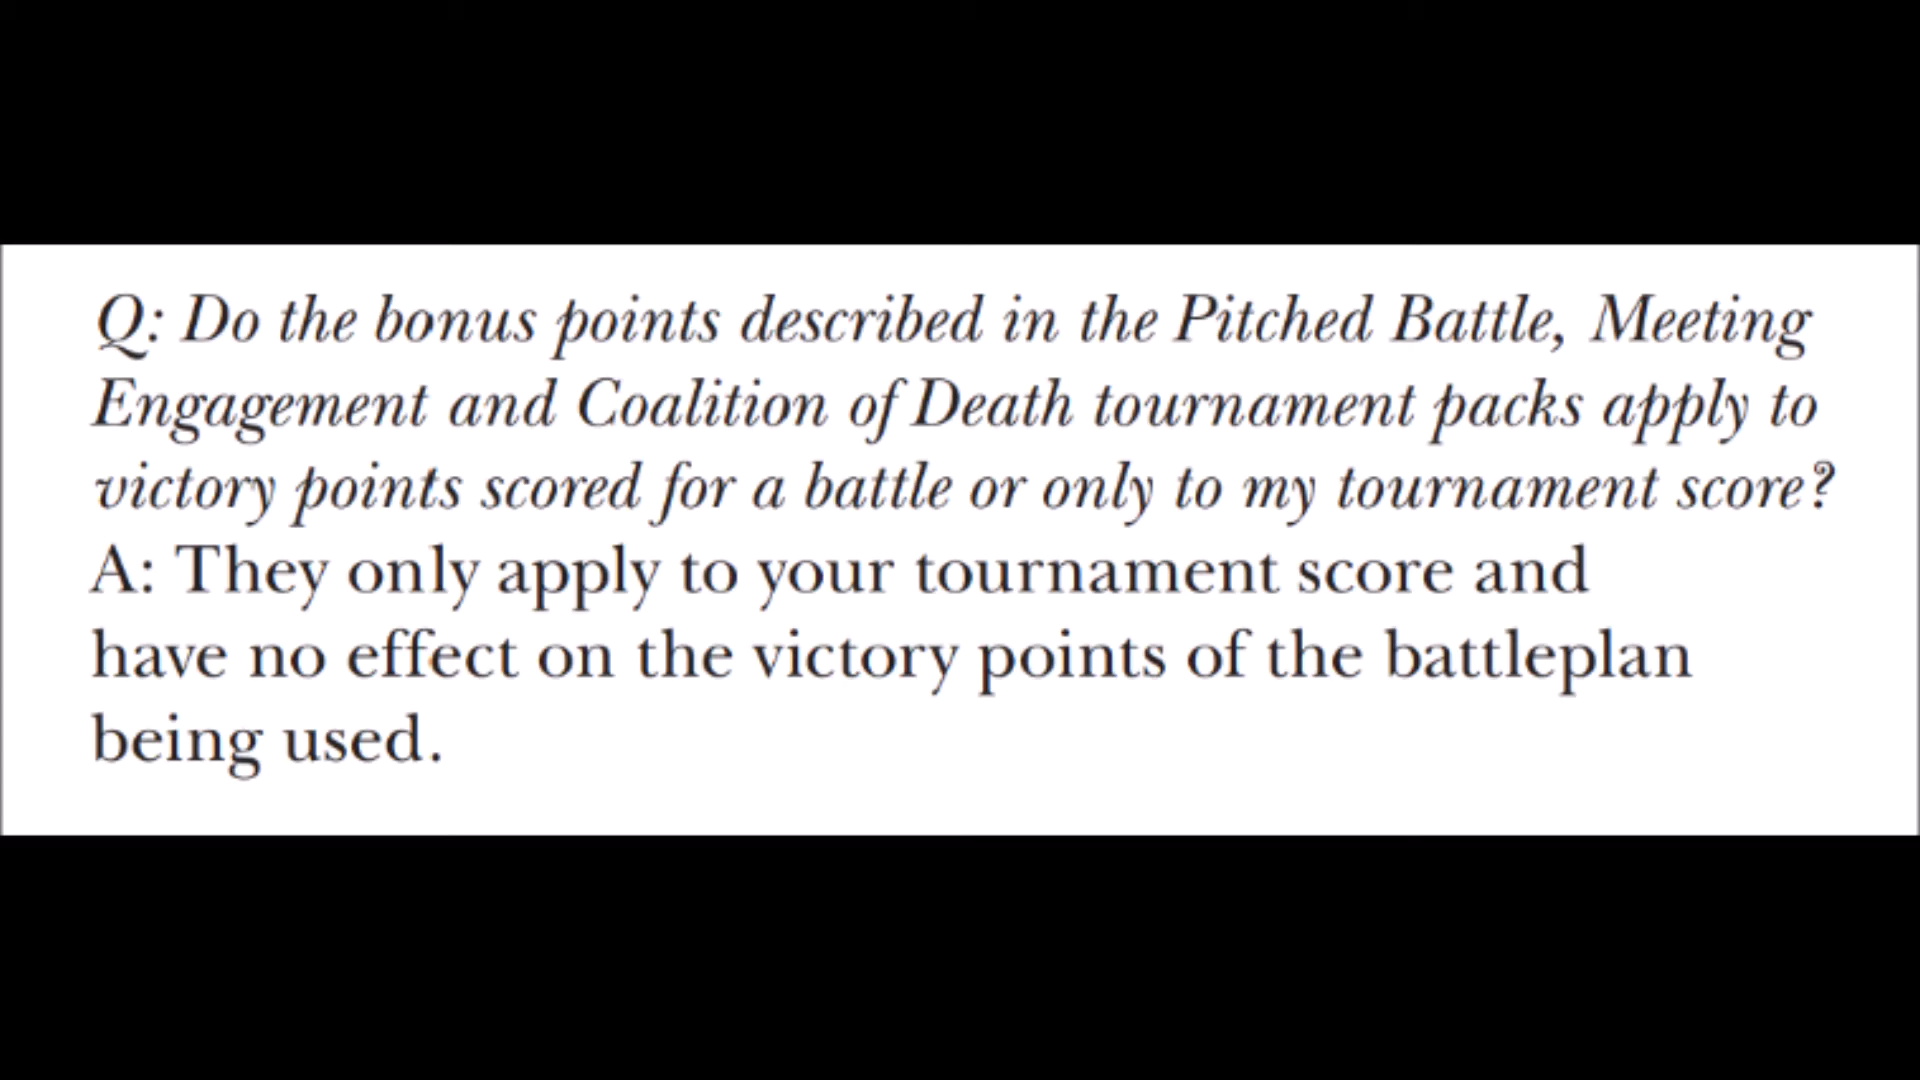 Q: Do the bonus points described in the Pitched Battle, Meeting
Engagement and Coalition of Death tournament packs apply to
victory points scored for a battle or only to my tournament score?
A: They only apply to your tournament score and
have no effect on the victory points of the battleplan
being used.